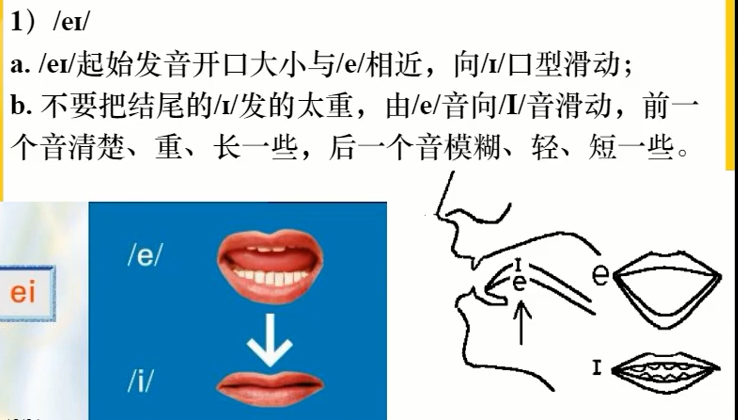 1）/eɪ/
a. /eɪ/起始发音开口大小与/e/相近，向/ɪ/口型滑动；
b. 不要把结尾的/ɪ/发的太重，由/e/音向/I/音滑动，前一
个音清楚、重、长一些，后一个音模糊、轻、短一些。
ei
/e/
/i/
I
e
e
I